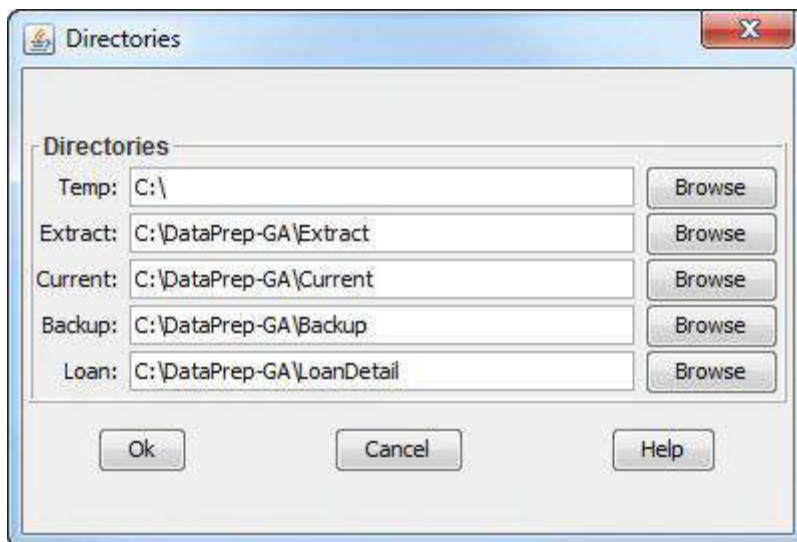 Directories
Directories
Temp: C:\ Browse
Extract: C:\DataPrep-GA\Extract Browse
Current: C:\DataPrep-GA\Current Browse
Backup: C:\DataPrep-GA\Backup Browse
Loan: C:\DataPrep-GA\LoanDetail Browse
Ok Cancel Help